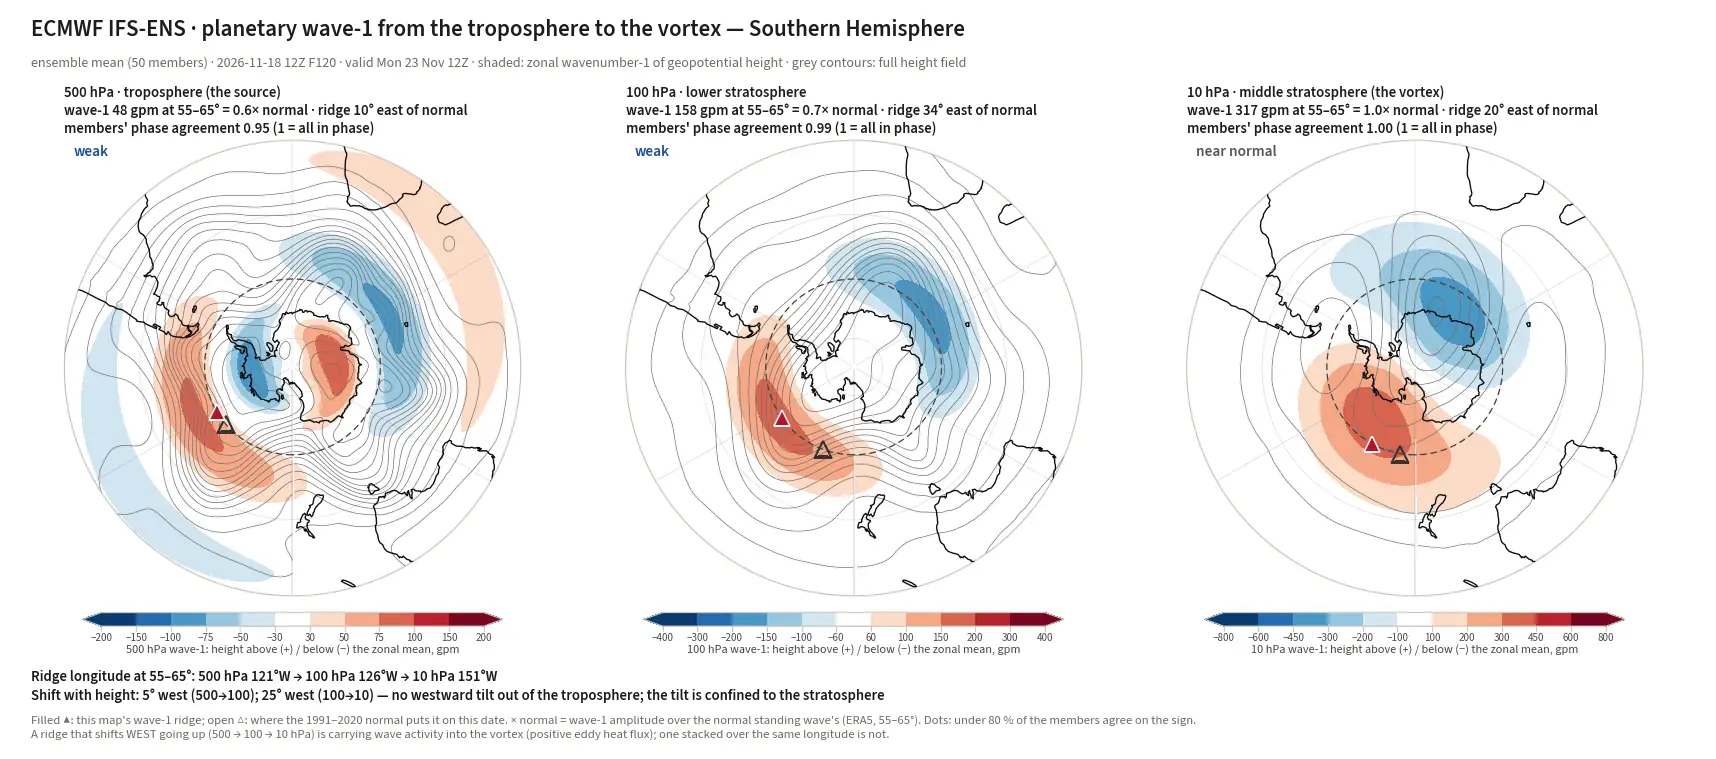 ECMWF IFS-ENS · planetary wave-1 from the troposphere to the vortex — Southern Hemisphere
ensemble mean (50 members) · 2026-11-18 12Z F120 · valid Mon 23 Nov 12Z · shaded: zonal wavenumber-1 of geopotential height · grey contours: full height field
500 hPa · troposphere (the source)
wave-1 48 gpm at 55–65° = 0.6× normal · ridge 10° east of normal
members' phase agreement 0.95 (1 = all in phase)
weak
100 hPa · lower stratosphere
wave-1 158 gpm at 55–65° = 0.7× normal · ridge 34° east of normal
members' phase agreement 0.99 (1 = all in phase)
weak
10 hPa · middle stratosphere (the vortex)
wave-1 317 gpm at 55–65° = 1.0× normal · ridge 20° east of normal
members' phase agreement 1.00 (1 = all in phase)
near normal
−200 −150 −100 −75 −50 −30 30 50 75 100 150 200
500 hPa wave-1: height above (+) / below (−) the zonal mean, gpm
−400 −300 −200 −150 −100 −60 60 100 150 200 300 400
100 hPa wave-1: height above (+) / below (−) the zonal mean, gpm
−800 −600 −450 −300 −200 −100 100 200 300 450 600 800
10 hPa wave-1: height above (+) / below (−) the zonal mean, gpm
Ridge longitude at 55–65°: 500 hPa 121°W → 100 hPa 126°W → 10 hPa 151°W
Shift with height: 5° west (500→100); 25° west (100→10) — no westward tilt out of the troposphere; the tilt is confined to the stratosphere
Filled ▲: this map's wave-1 ridge; open △: where the 1991–2020 normal puts it on this date. × normal = wave-1 amplitude over the normal standing wave's (ERA5, 55–65°). Dots: under 80 % of the members agree on the sign.
A ridge that shifts WEST going up (500 → 100 → 10 hPa) is carrying wave activity into the vortex (positive eddy heat flux); one stacked over the same longitude is not.